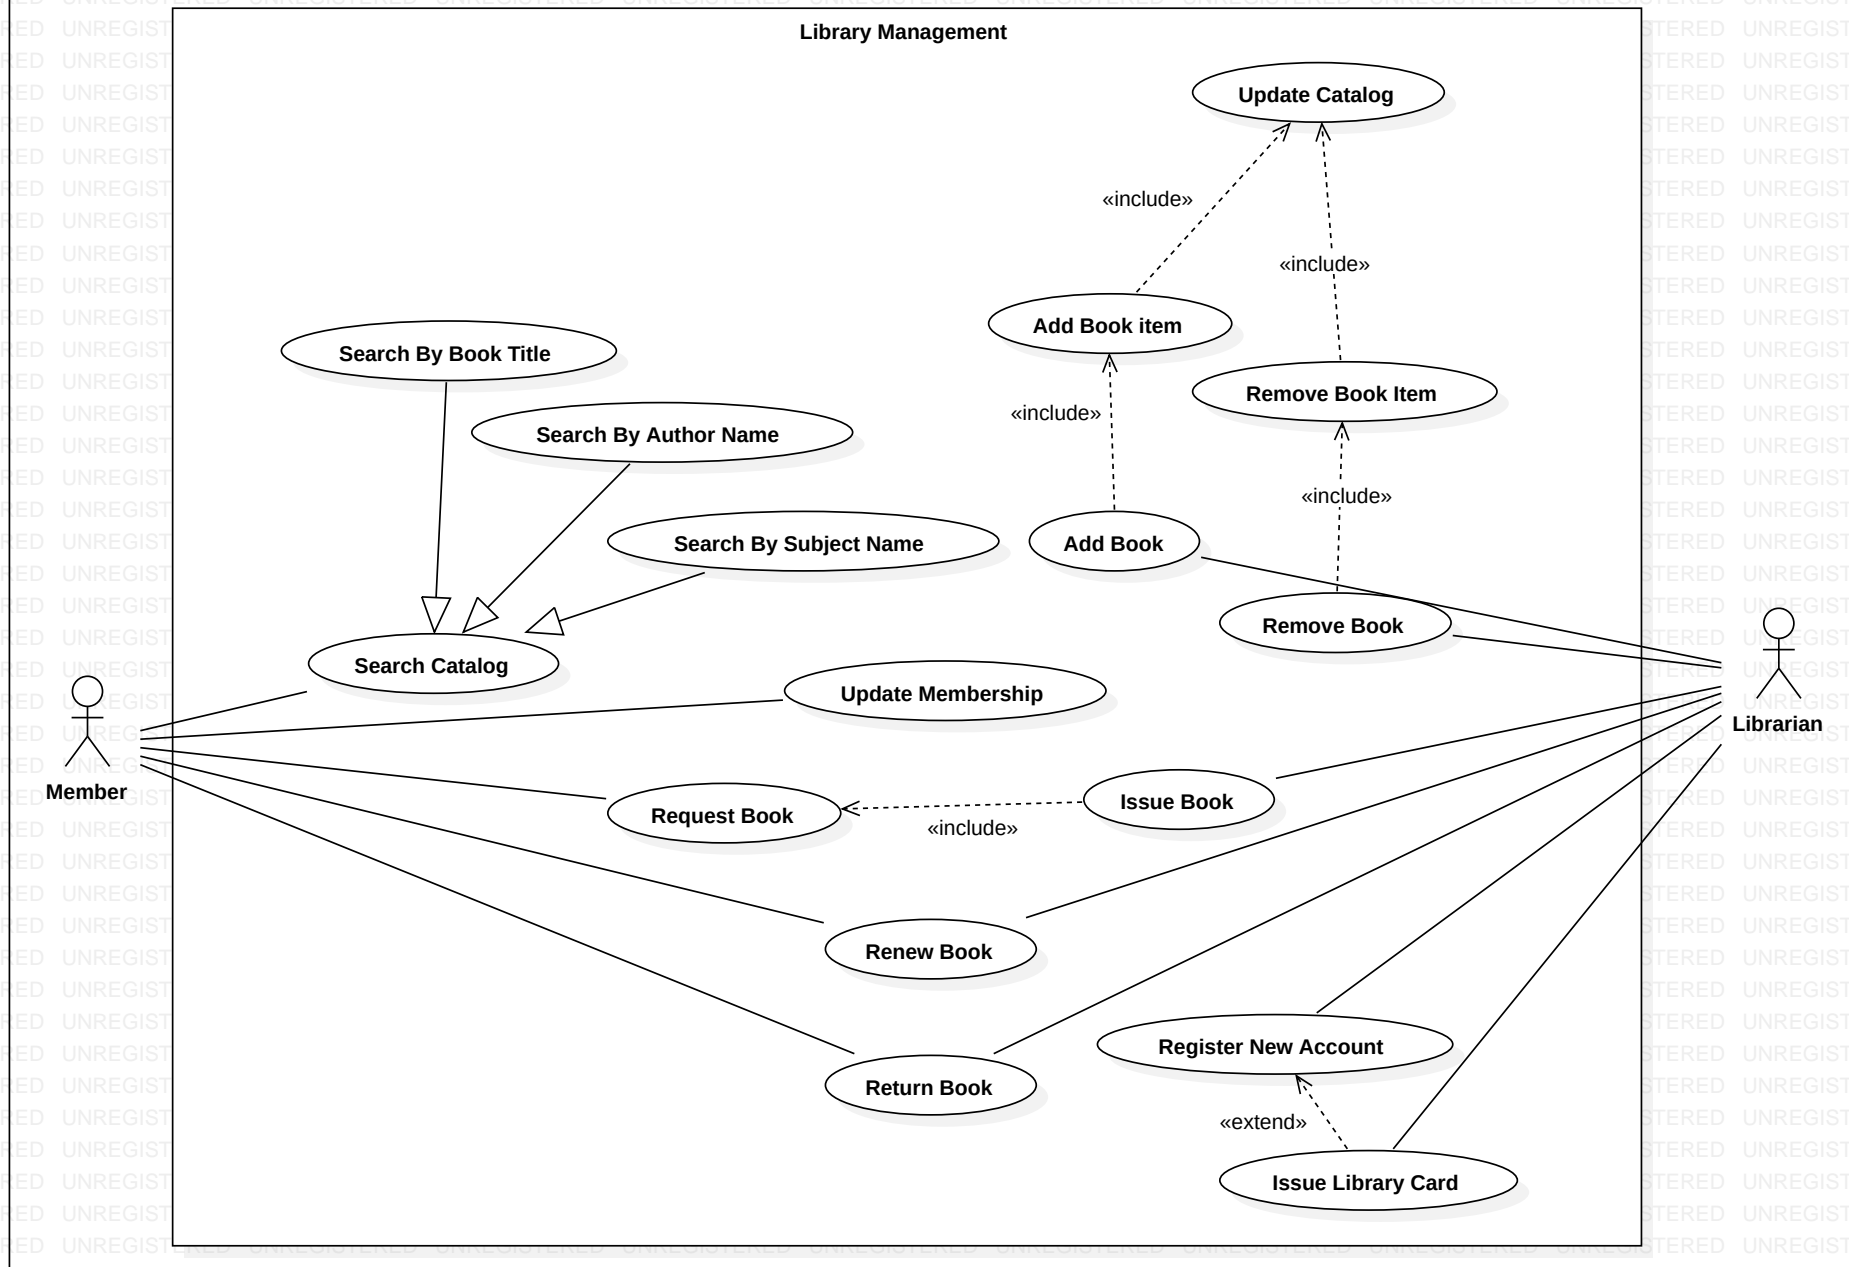 Library Management
Update Catalog
«include»
«include»
Add Book item
Search By Book Title
Remove Book Item
«include»
Search By Author Name
«include»
Search By Subject Name
Add Book
Remove Book
Search Catalog
Update Membership
Librarian
Member
Issue Book
Request Book
«include»
Renew Book
Register New Account
Return Book
«extend»
Issue Library Card
UNREGISTERED